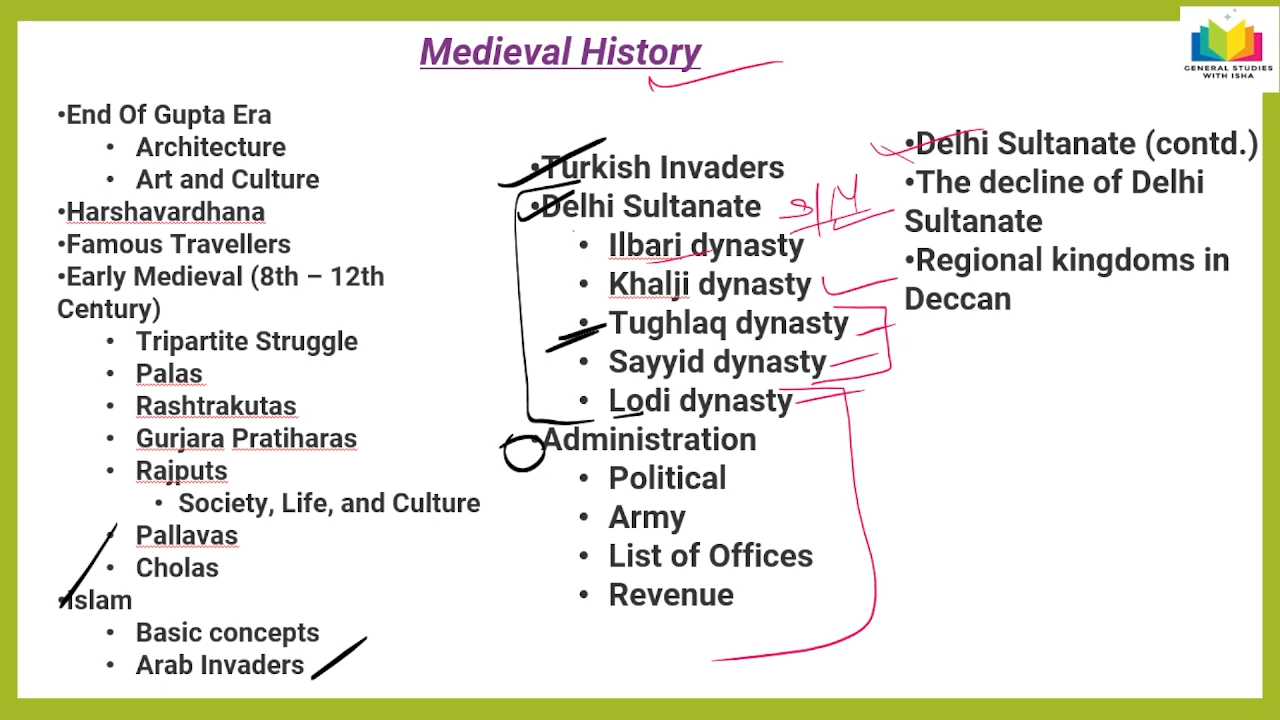 Medieval History
GENERAL STUDIES
WITH ISHA
•End Of Gupta Era
• Architecture
• Art and Culture
•Harshavardhana
•Famous Travellers
•Early Medieval (8th – 12th
Century)
• Tripartite Struggle
• Palas
• Rashtrakutas
• Gurjara Pratiharas
• Rajputs
• Society, Life, and Culture
• Pallavas
• Cholas
•Islam
• Basic concepts
• Arab Invaders
•Turkish Invaders
•Delhi Sultanate
S/M
• Ilbari dynasty
• Khalji dynasty
• Tughlaq dynasty
• Sayyid dynasty
• Lodi dynasty
•Administration
• Political
• Army
• List of Offices
• Revenue
•Delhi Sultanate (contd.)
•The decline of Delhi
Sultanate
•Regional kingdoms in
Deccan